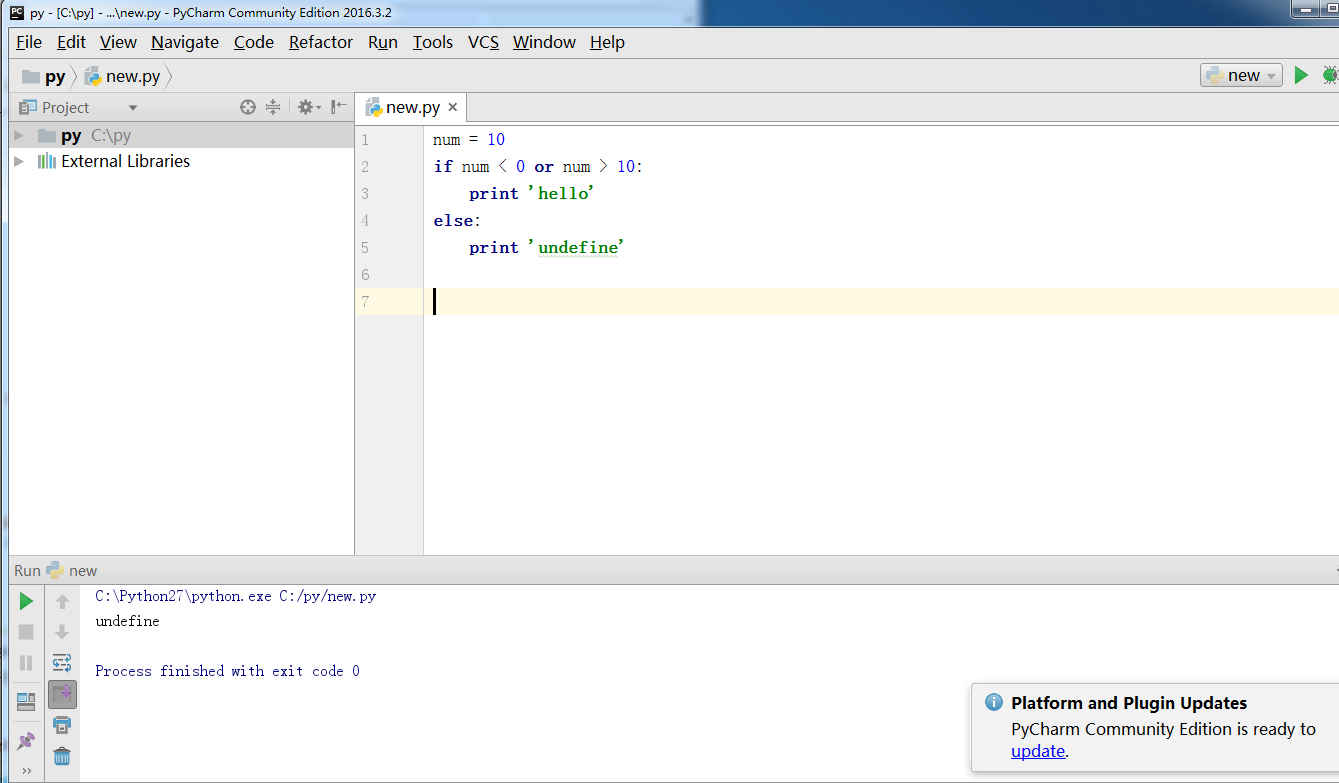 py - [C:\py] - ...\new.py - PyCharm Community Edition 2016.3.2
File Edit View Navigate Code Refactor Run Tools VCS Window Help
py new.py new
Project
new.py
py C:\py
External Libraries
1 num = 10
2 if num < 0 or num > 10:
3 print 'hello'
4 else:
5 print 'undefine'
6
7
Run new
C:\Python27\python.exe C:/py/new.py
undefine
Process finished with exit code 0
Platform and Plugin Updates
PyCharm Community Edition is ready to
update.